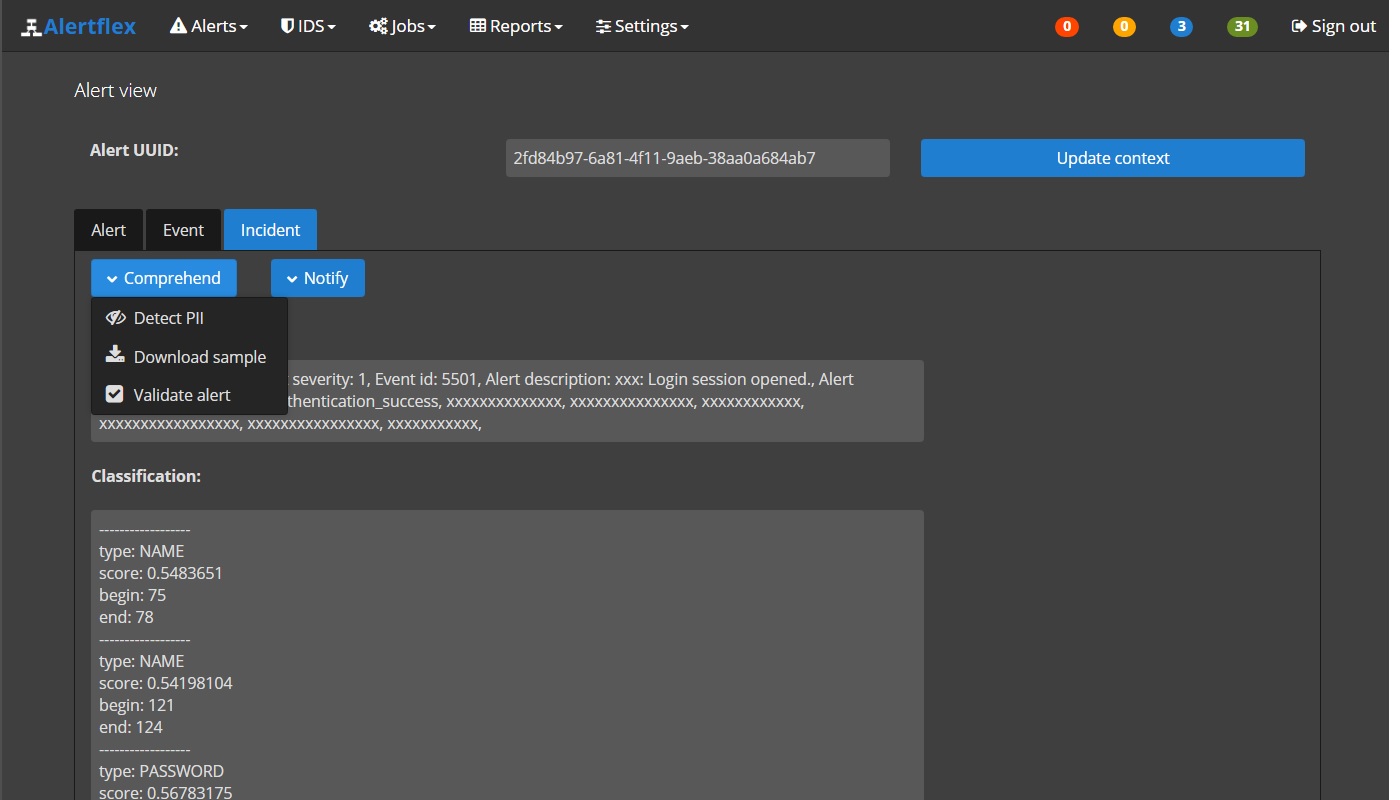 Alertflex Alerts IDS Jobs Reports Settings 0 0 3 31 Sign out
Alert view
Alert UUID: 2fd84b97-6a81-4f11-9aeb-38aa0a684ab7 Update context
Alert Event Incident
Comprehend Notify
Detect PII
Download sample
severity: 1, Event id: 5501, Alert description: xxx: Login session opened., Alert
Validate alert
thentication_success, xxxxxxxxxxxxxx, xxxxxxxxxxxxxxx, xxxxxxxxxxxx,
xxxxxxxxxxxxxxxxx, xxxxxxxxxxxxxxxx, xxxxxxxxxxx,
Classification:
------------------
type: NAME
score: 0.5483651
begin: 75
end: 78
------------------
type: NAME
score: 0.54198104
begin: 121
end: 124
------------------
type: PASSWORD
score: 0.56783175